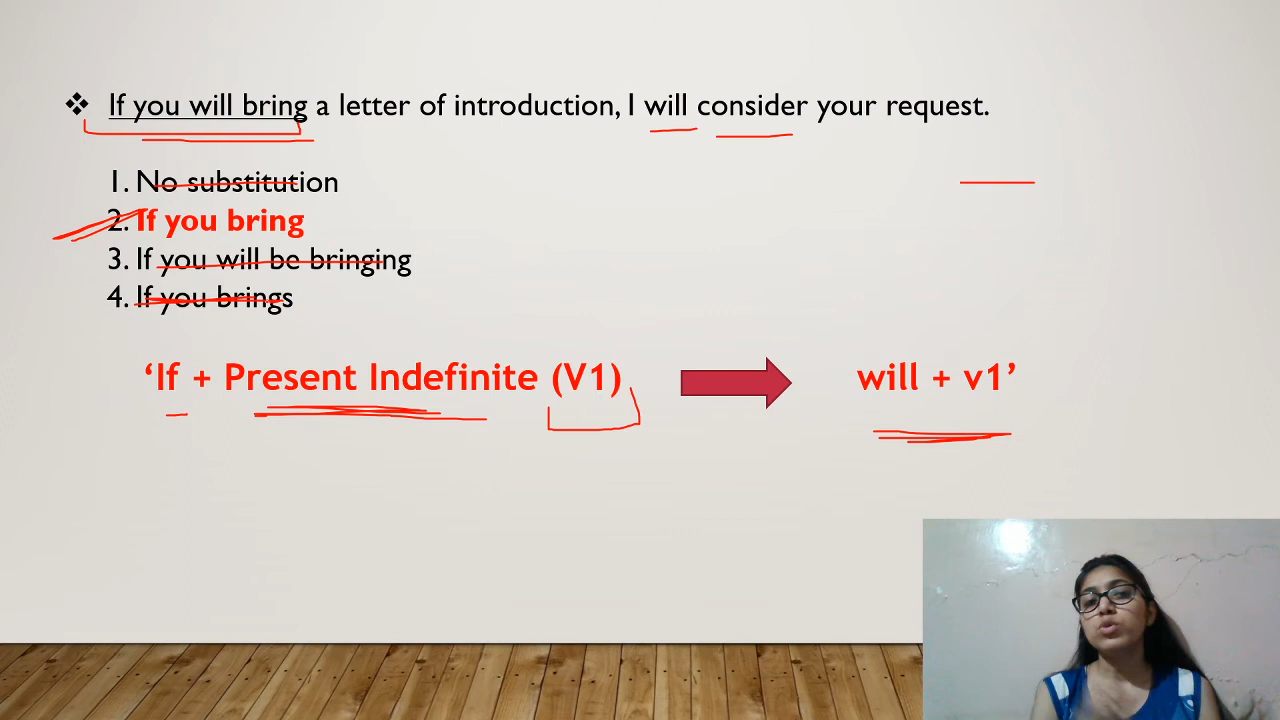 ❖ If you will bring a letter of introduction, I will consider your request.
1. No substitution
2. If you bring
3. If you will be bringing
4. If you brings
‘If + Present Indefinite (V1) will + v1’